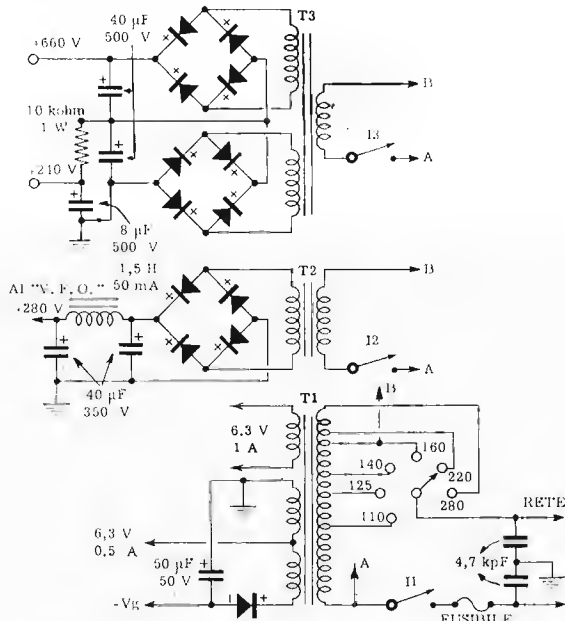 40 µF
500 V
T3
+660 V
B
10 kohm
1 W
I3
A
+210 V
8 µF
500 V
1,5 H
50 mA
T2
B
Al "V.F.O."
+280 V
I2
A
40 µF
350 V
T1
B
6.3 V
1 A
160
140
220
125
280
110
RETE
6,3 V
0.5 A
50 µF
50 V
A
I1
4,7 kpF
-Vg
FUSIBILE